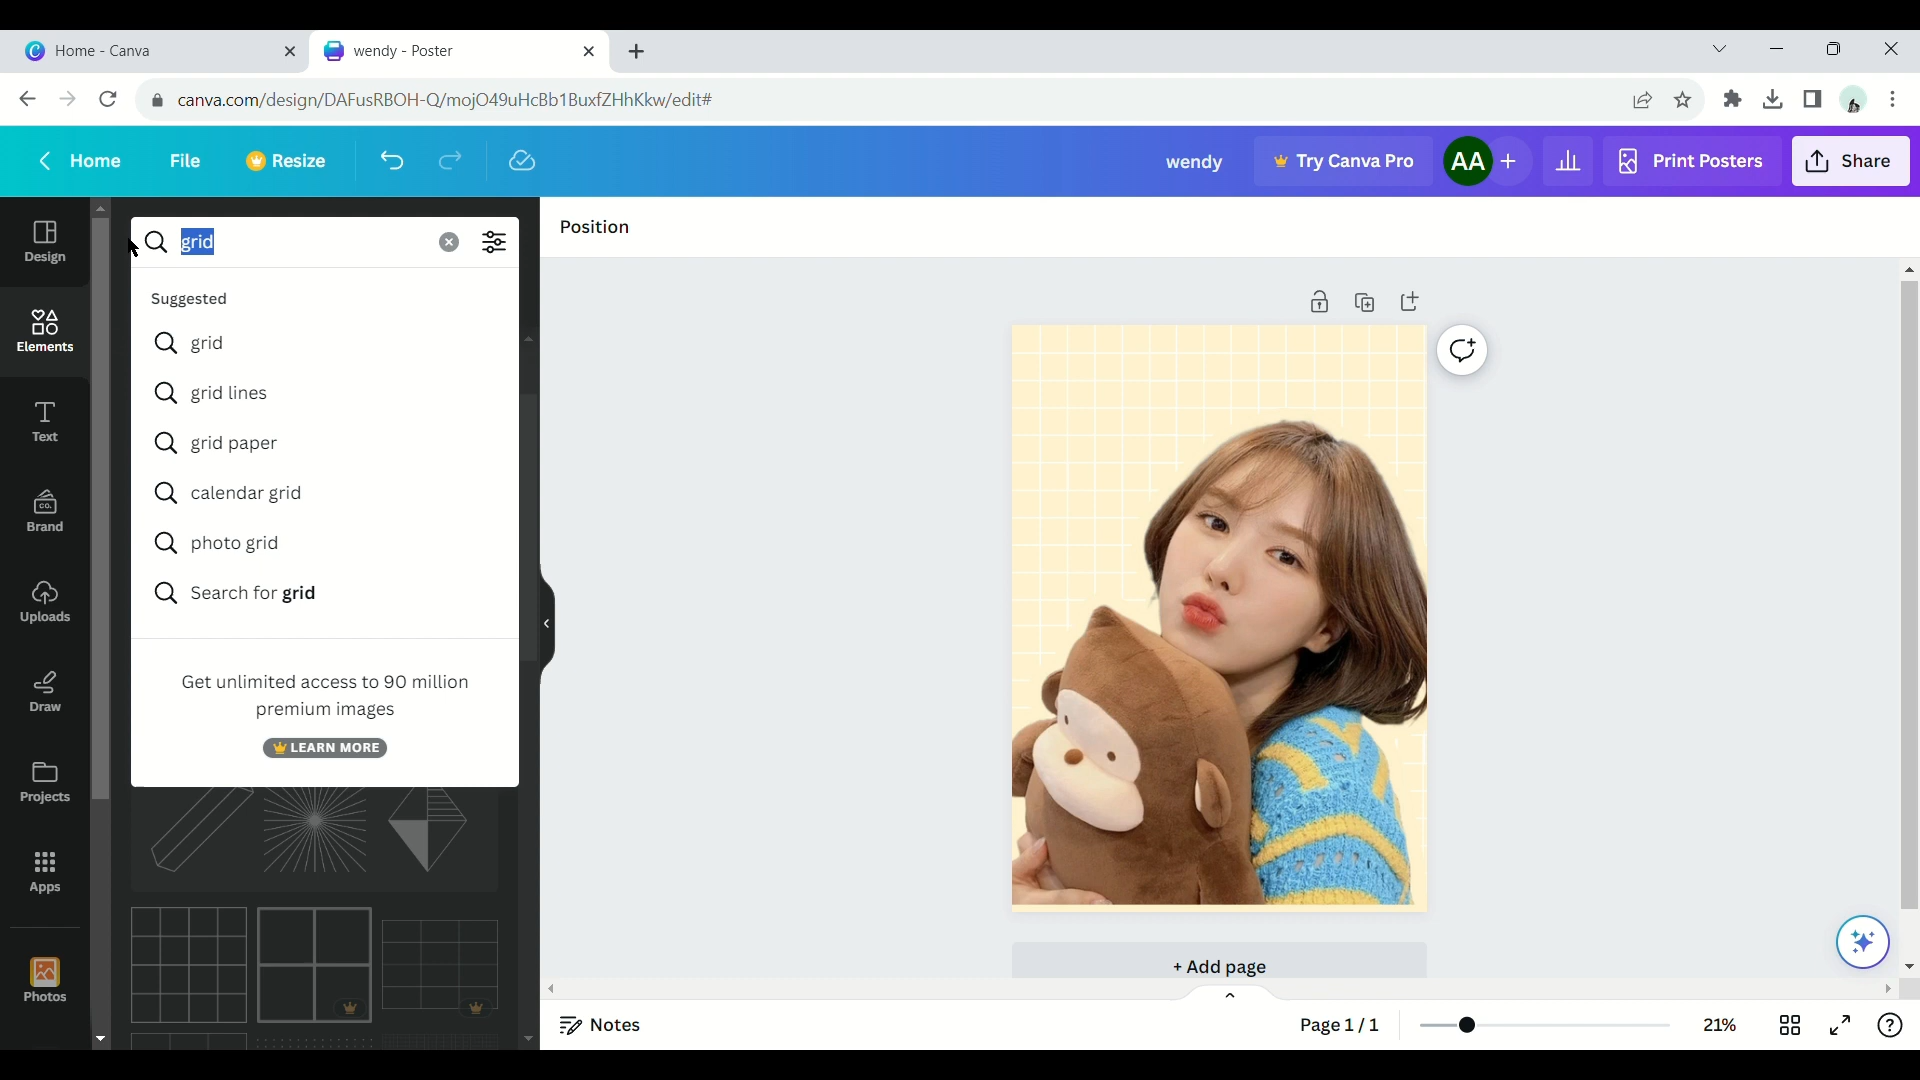 Home - Canva
wendy - Poster
canva.com/design/DAFusRBOH-Q/mojO49uHcBb1BuxfZHhKkw/edit#
Home
File
Resize
wendy
Try Canva Pro
AA
Print Posters
Share
Design
Elements
Text
Brand
Uploads
Draw
Projects
Apps
Photos
grid
Suggested
grid
grid lines
grid paper
calendar grid
photo grid
Search for grid
Get unlimited access to 90 million
premium images
LEARN MORE
Position
+ Add page
Notes
Page 1 / 1
21%
CO.